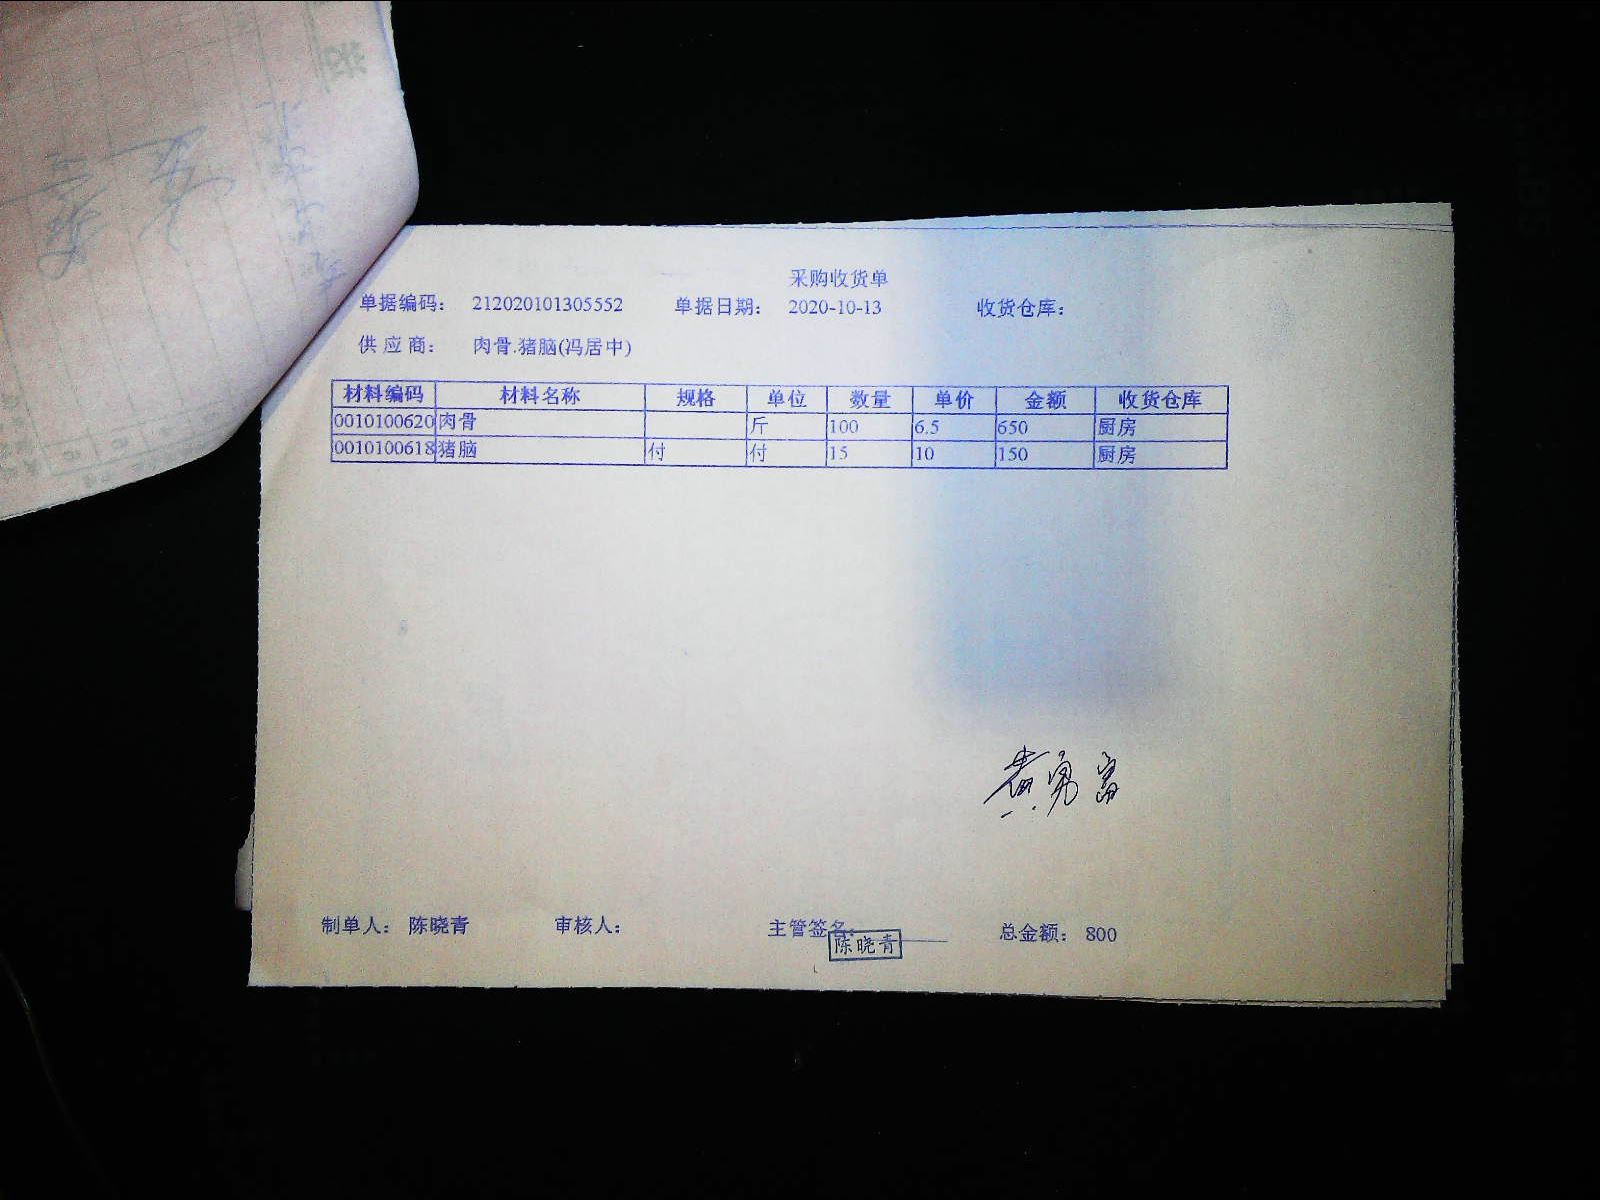 采购收货单
单据编码： 212020101305552 单据日期： 2020-10-13 收货仓库：
供应商： 肉骨.猪脑(冯居中)
材料编码 材料名称 规格 单位 数量 单价 金额 收货仓库
0010100620 肉骨 斤 100 6.5 650 厨房
0010100618 猪脑 付 付 15 10 150 厨房
黄勇富
制单人： 陈晓青 审核人： 主管签名： 总金额： 800
陈晓青